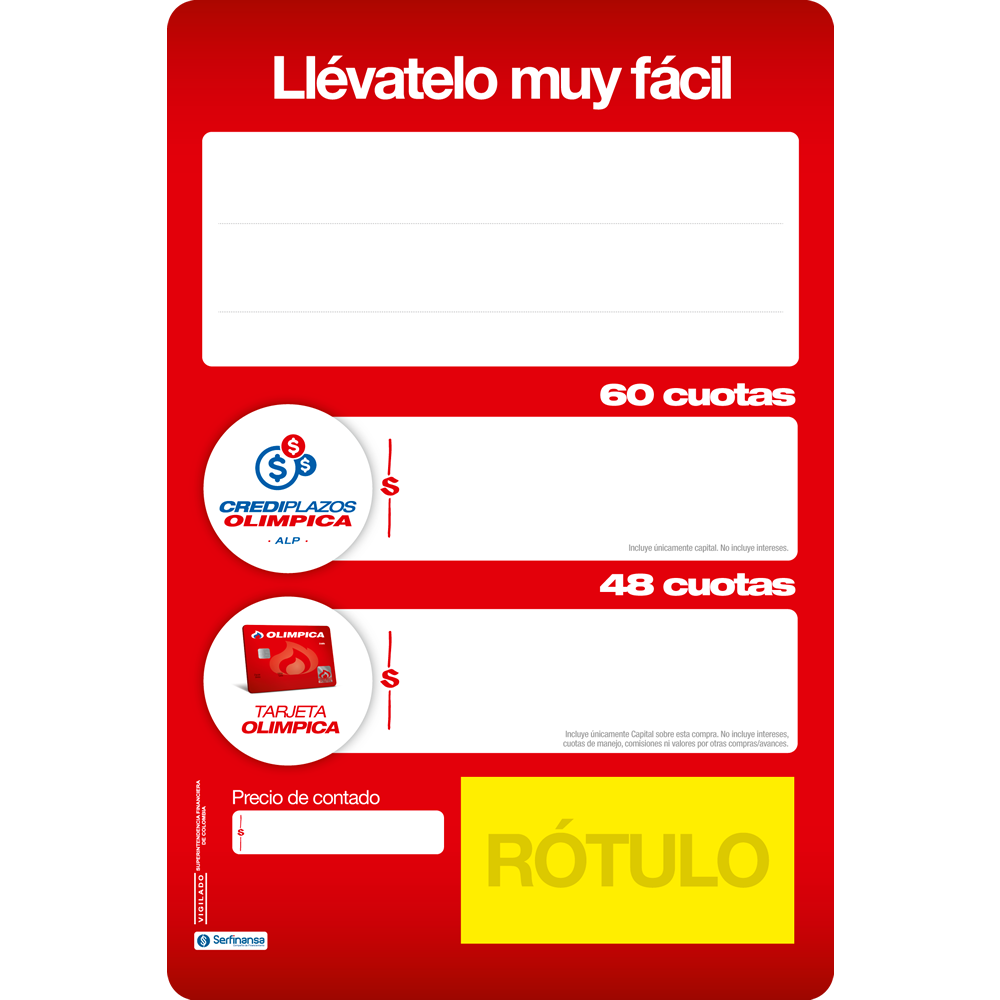 Llévatelo muy fácil
60 cuotas
$
$
$
CREDIPLAZOS
OLIMPICA
· ALP ·
$
Incluye únicamente capital. No incluye intereses.
48 cuotas
OLIMPICA
TARJETA
OLIMPICA
$
Incluye únicamente Capital sobre esta compra. No incluye intereses,
cuotas de manejo, comisiones ni valores por otras compras/avances.
Precio de contado
$
RÓTULO
VIGILADO
SUPERINTENDENCIA FINANCIERA
DE COLOMBIA
Serfinansa